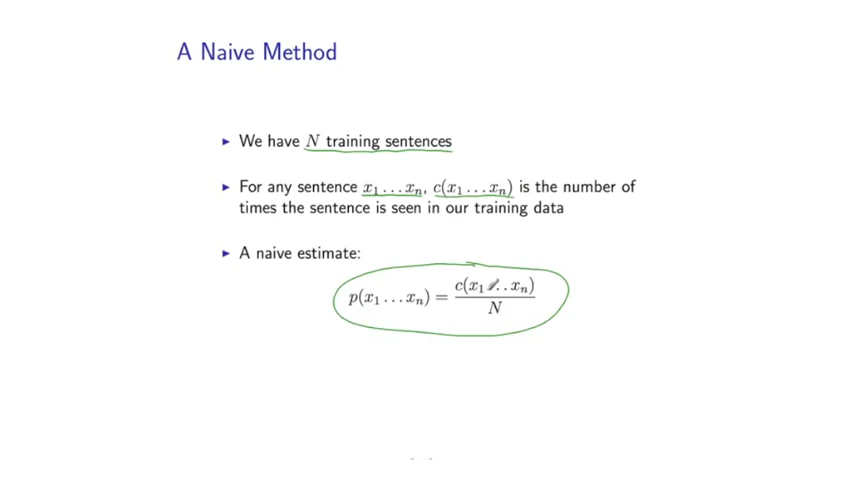 A Naive Method
▶ We have N training sentences
▶ For any sentence x₁ . . . xₙ, c(x₁ . . . xₙ) is the number of
times the sentence is seen in our training data
▶ A naive estimate:
p(x₁ . . . xₙ) = c(x₁ . . . xₙ) / N